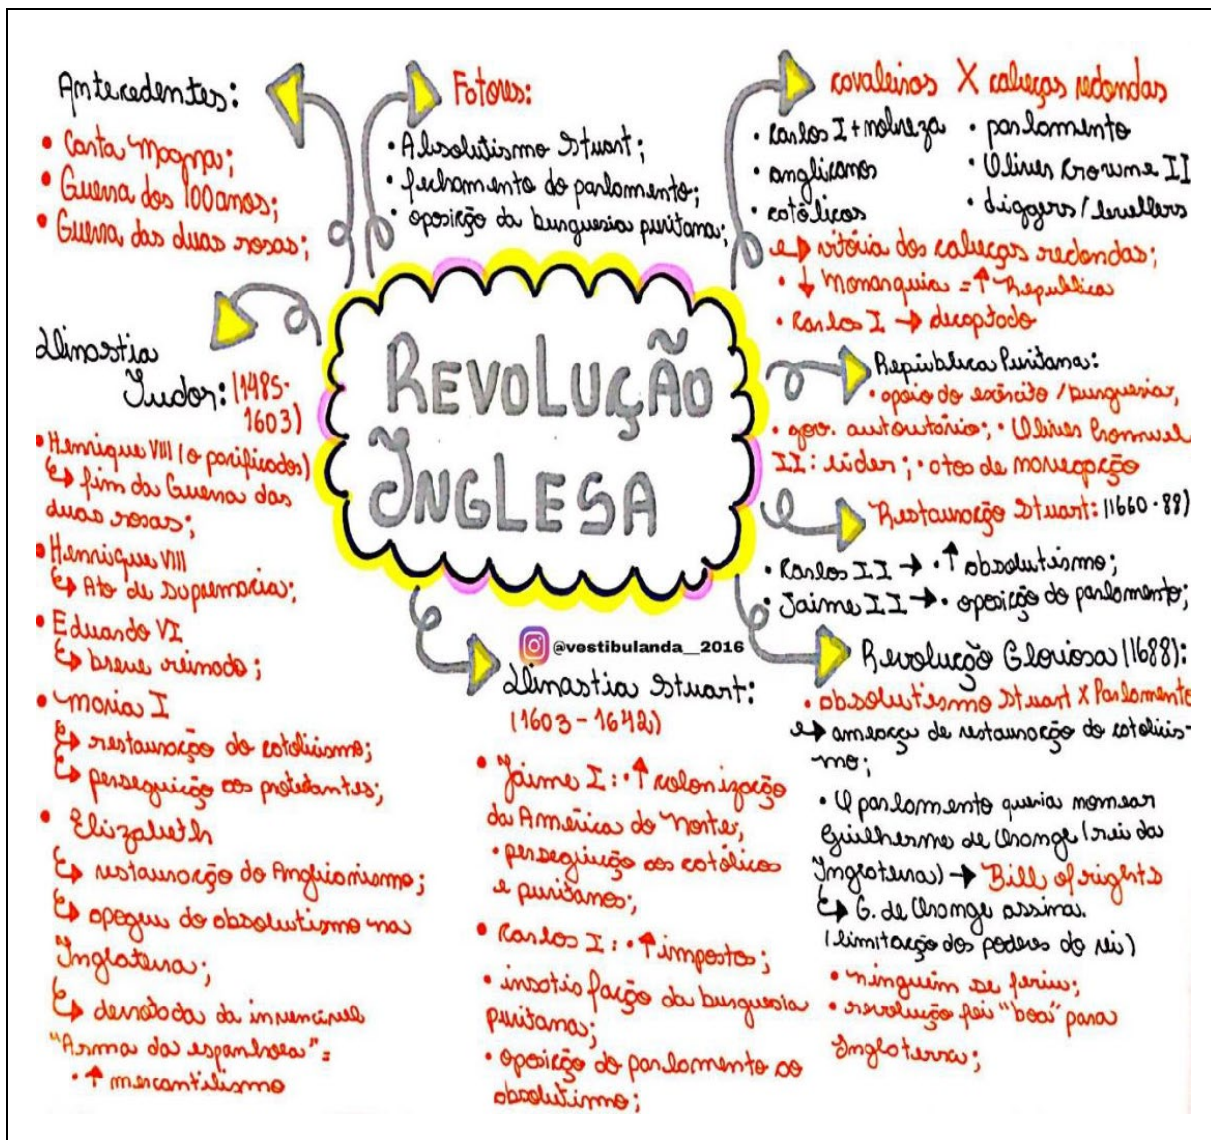 Antecedentes:
• Carta Magna;
• Guerra dos 100 anos;
• Guerra das duas rosas;
Fatores:
• Absolutismo Stuart;
• fechamento do parlamento;
• oposição da burguesia puritana;
cavaleiros X cabeças redondas
• Carlos I + nobreza
• anglicanos
• católicos
• parlamento
• Oliver Crowme II
• diggers/levellers
↳ vitória dos cabeças redondas;
• ↓ Monarquia = ↑ Republica
• Carlos I → decaptado
REVOLUÇÃO
INGLESA
Dinastia
Tudor: (1485-
1603)
• Henrique VIII (o pacificador)
↳ fim da Guerra das
duas rosas;
• Henrique VIII
↳ Ato de Supremacia;
• Eduardo VI
↳ breve reinado;
• Maria I
↳ restauração do catolicismo;
↳ perseguição aos protestantes;
• Elizabeth
↳ restauração do Anglicanismo;
↳ apogeu do absolutismo na
Inglaterra;
↳ derrotada da invencível
"Arma da espanhola" =
• ↑ mercantilismo
República Puritana:
• apoio do exército/burguesia;
• gov. autoritário; • Oliver Cromwel
II: líder; • atos de navegação
Restauração Stuart: (1660-88)
• Carlos II → • ↑ absolutismo;
• Jaime II → • oposição do parlamento;
@vestibulanda__2016
Dinastia Stuart:
(1603-1642)
• Jaime I: • ↑ colonização
da América do Norte;
• perseguição aos católicos
e puritanos;
• Carlos I: • ↑ impostos;
• insatisfação da burguesia
puritana;
• oposição do parlamento ao
absolutismo;
Revolução Gloriosa (1688):
• absolutismo Stuart X Parlamento
↳ ameaça de restauração do catolicis-
mo;
• O parlamento queria nomear
Guilherme de Orange (rei da
Inglaterra) → Bill of rights
↳ G. de Orange assina.
(limitação dos poderes do rei)
• ninguém se feriu;
• revolução foi "boa" para
Inglaterra;